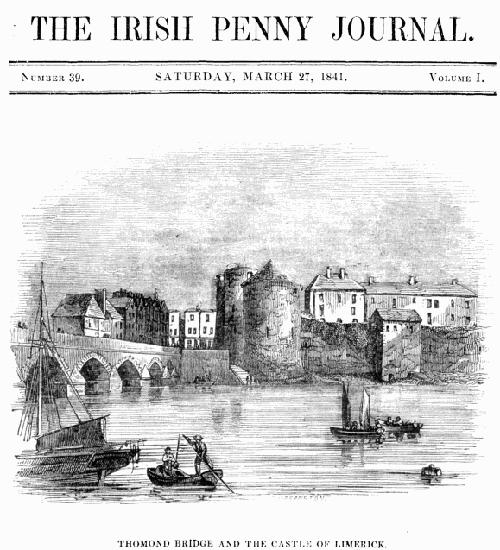 THE IRISH PENNY JOURNAL.
NUMBER 39. SATURDAY, MARCH 27, 1841. VOLUME I.
THOMOND BRIDGE AND THE CASTLE OF LIMERICK.